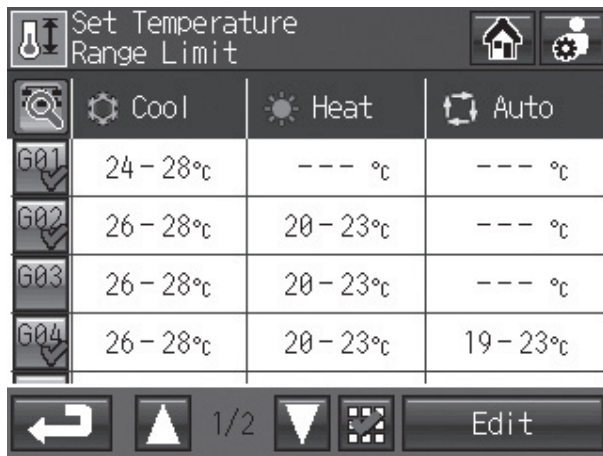 Set Temperature
Range Limit
Cool Heat Auto
G01 24-28℃ --- ℃ --- ℃
G02 26-28℃ 20-23℃ --- ℃
G03 26-28℃ 20-23℃ --- ℃
G04 26-28℃ 20-23℃ 19-23℃
1/2 Edit